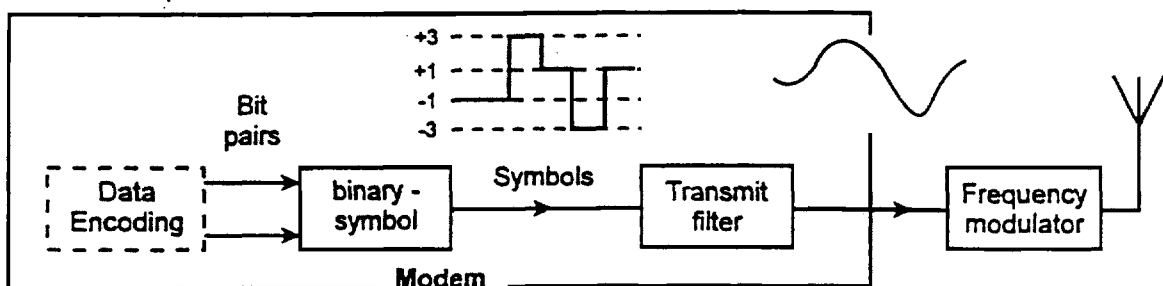 +3
+1
-1
-3
Bit
pairs
Data
Encoding
binary -
symbol
Symbols
Transmit
filter
Frequency
modulator
Modem